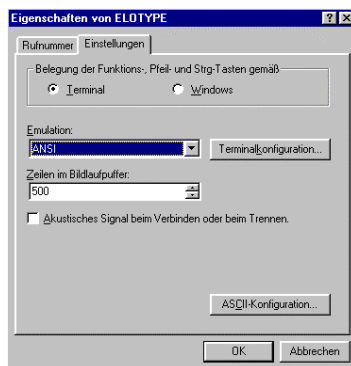 Eigenschaften von ELOTYPE
Rufnummer Einstellungen
Belegung der Funktions-, Pfeil- und Strg-Tasten gemäß
Terminal Windows
Emulation:
ANSI Terminalkonfiguration...
Zeilen im Bildlaufpuffer:
500
Akustisches Signal beim Verbinden oder beim Trennen.
ASCII-Konfiguration...
OK Abbrechen